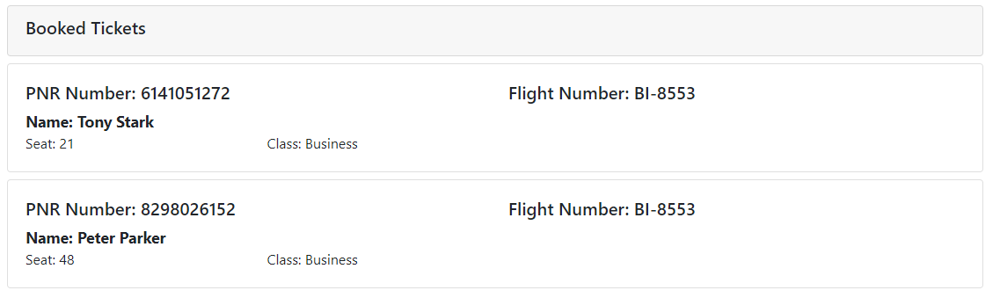 Booked Tickets
PNR Number: 6141051272 Flight Number: BI-8553
Name: Tony Stark
Seat: 21 Class: Business
PNR Number: 8298026152 Flight Number: BI-8553
Name: Peter Parker
Seat: 48 Class: Business